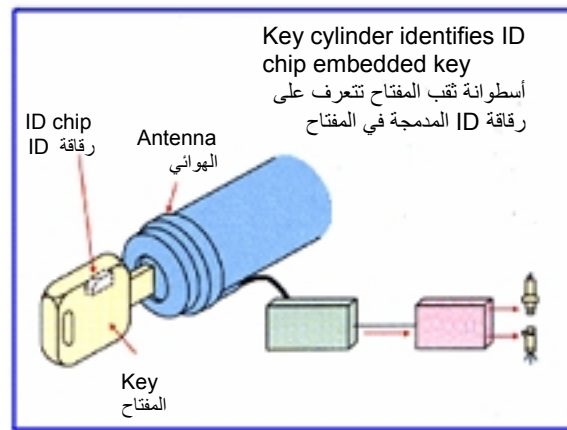 Key cylinder identifies ID
chip embedded key
أسطوانة ثقب المفتاح تتعرف على
رقاقة ID المدمجة في المفتاح
ID chip
رقاقة ID
Antenna
الهوائي
Key
المفتاح